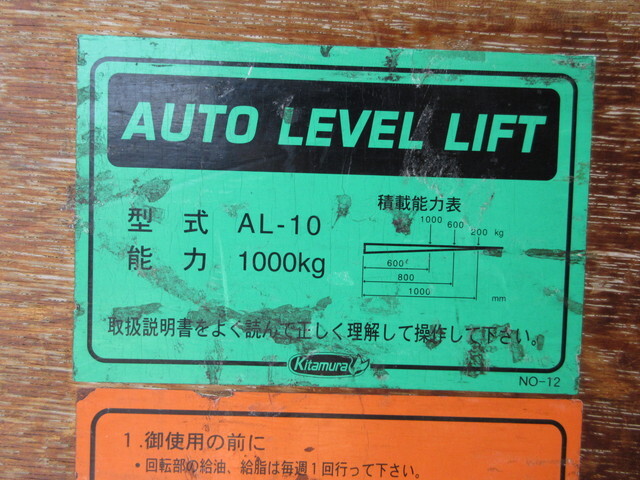 AUTO LEVEL LIFT
型 式 AL-10
能 力 1000kg
積載能力表
1000 600 200 kg
600ℓ
800
1000
mm
取扱説明書をよく読んで正しく理解して操作して下さい。
Kitamura
NO-12
1.御使用の前に
・回転部の給油、給脂は毎週1回行って下さい。